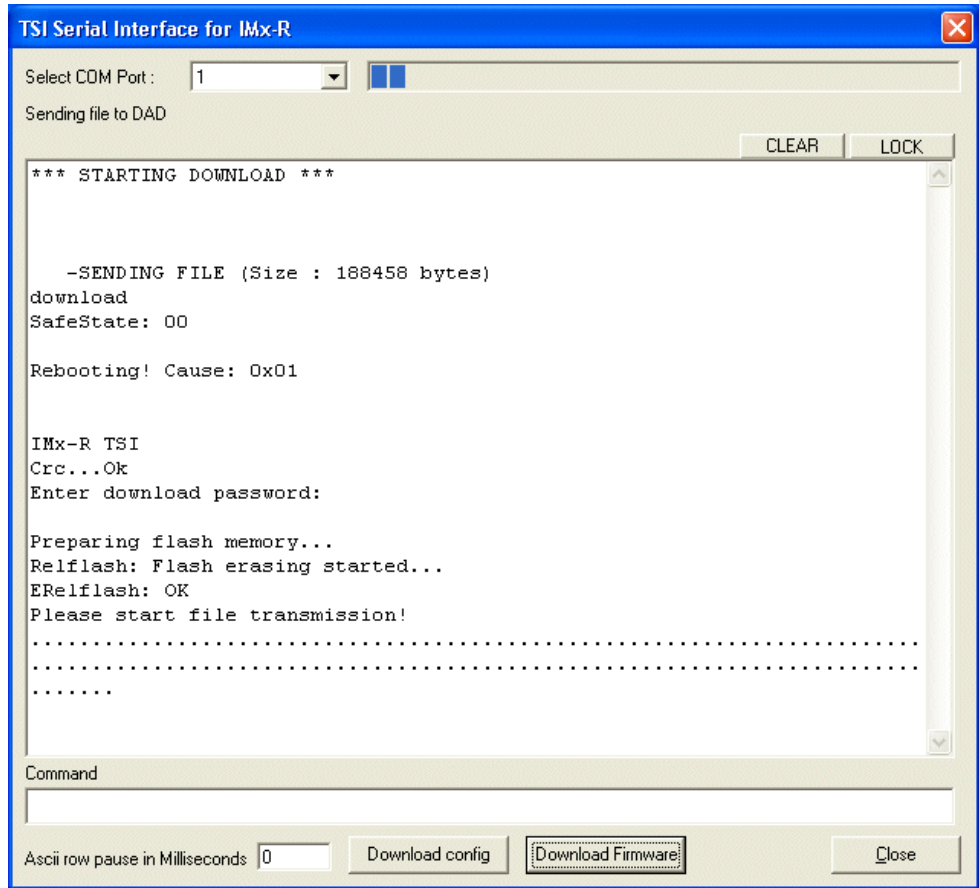 TSI Serial Interface for IMx-R
Select COM Port : 1
Sending file to DAD
CLEAR LOCK
*** STARTING DOWNLOAD ***
-SENDING FILE (Size : 188458 bytes)
download
SafeState: 00
Rebooting! Cause: 0x01
IMx-R TSI
Crc...Ok
Enter download password:
Preparing flash memory...
Relflash: Flash erasing started...
ERelflash: OK
Please start file transmission!
.............................................................................
.............................................................................
.......
Command
Ascii row pause in Milliseconds 0 Download config Download Firmware Close